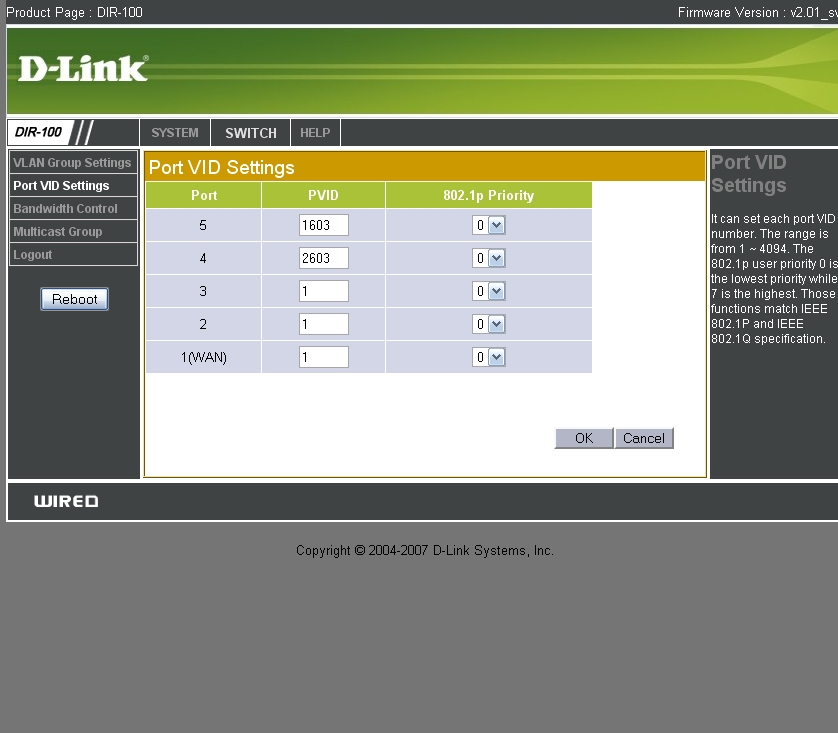 Product Page : DIR-100 Firmware Version : v2.01_sw
D-Link®
DIR-100 SYSTEM SWITCH HELP
VLAN Group Settings
Port VID Settings
Bandwidth Control
Multicast Group
Logout
Reboot
Port VID Settings
Port PVID 802.1p Priority
5 1603 0
4 2603 0
3 1 0
2 1 0
1(WAN) 1 0
OK Cancel
Port VID
Settings
It can set each port VID
number. The range is
from 1 ~ 4094. The
802.1p user priority 0 is
the lowest priority while
7 is the highest. Those
functions match IEEE
802.1P and IEEE
802.1Q specification.
WIRED
Copyright © 2004-2007 D-Link Systems, Inc.